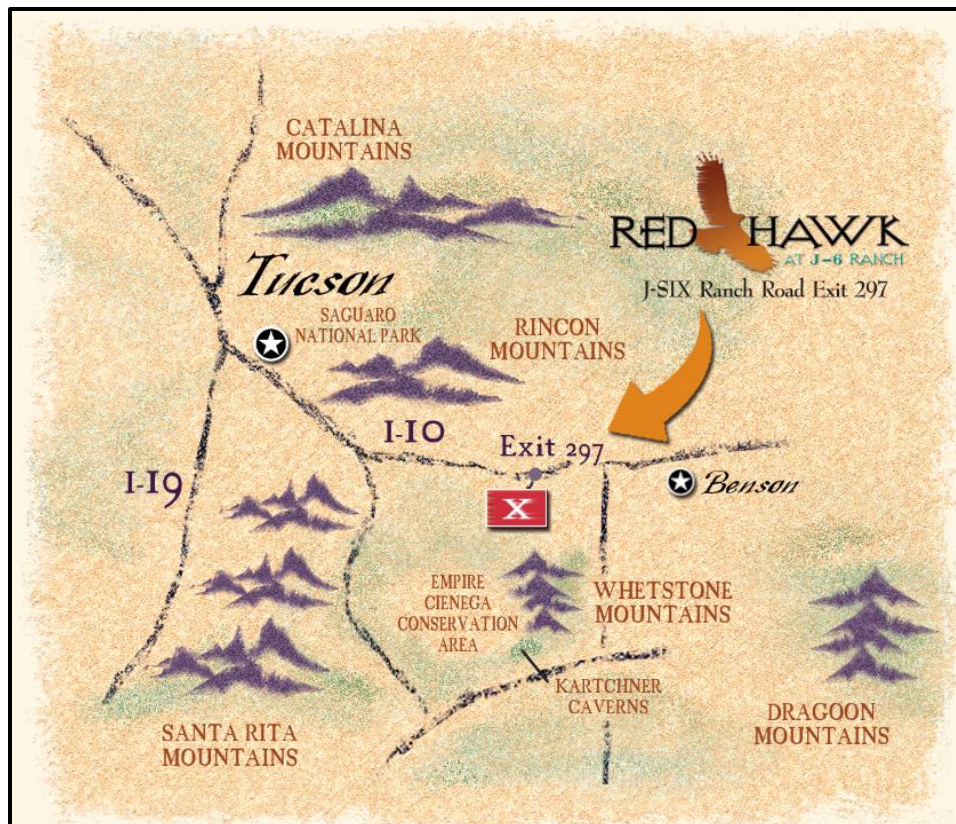 CATALINA
MOUNTAINS
RED HAWK
AT J-6 RANCH
J-SIX Ranch Road Exit 297
Tucson
SAGUARO
NATIONAL PARK
RINCON
MOUNTAINS
I-10
Exit 297
I-19
Benson
X
EMPIRE
CIENEGA
CONSERVATION
AREA
WHETSTONE
MOUNTAINS
KARTCHNER
CAVERNS
SANTA RITA
MOUNTAINS
DRAGOON
MOUNTAINS